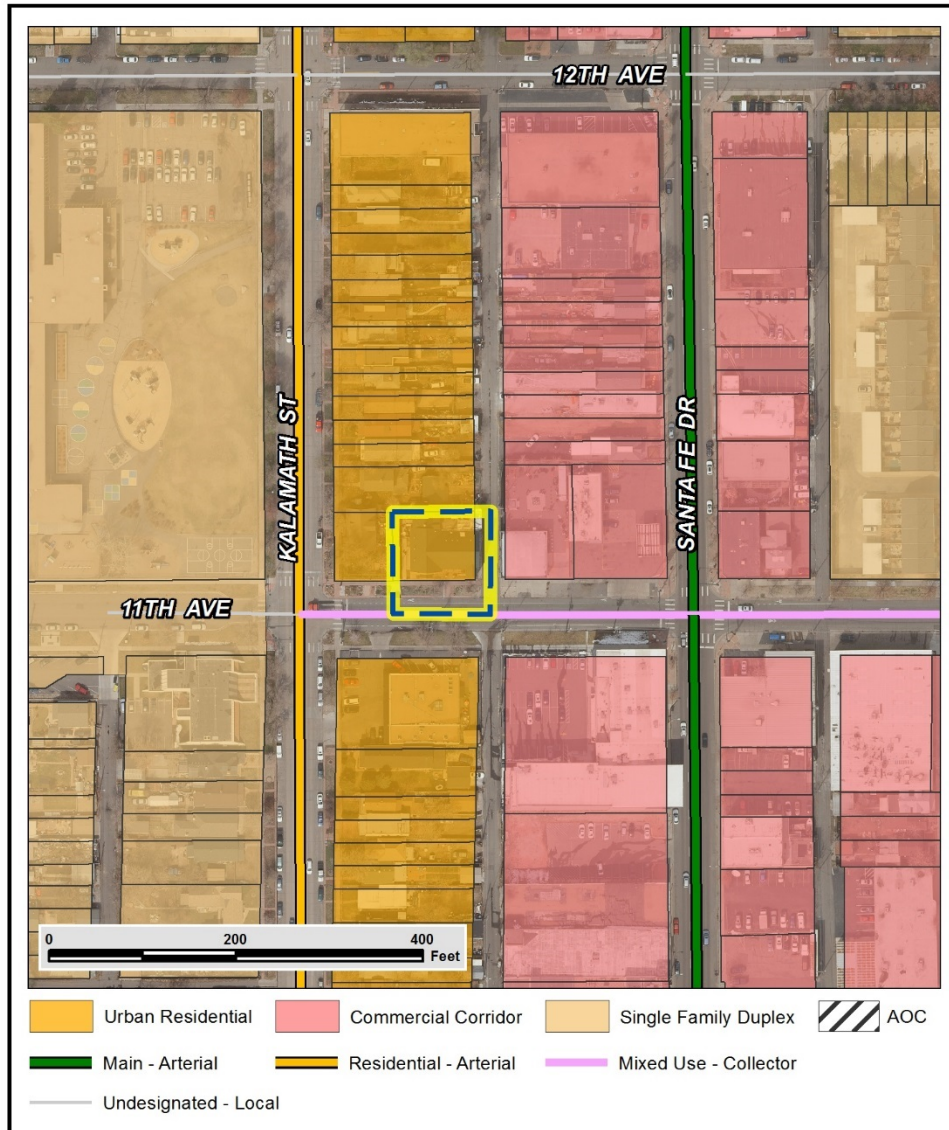 12TH AVE
KALAMATH ST
SANTA FE DR
11TH AVE
0 200 400
Feet
Urban Residential
Commercial Corridor
Single Family Duplex
AOC
Main - Arterial
Residential - Arterial
Mixed Use - Collector
Undesignated - Local